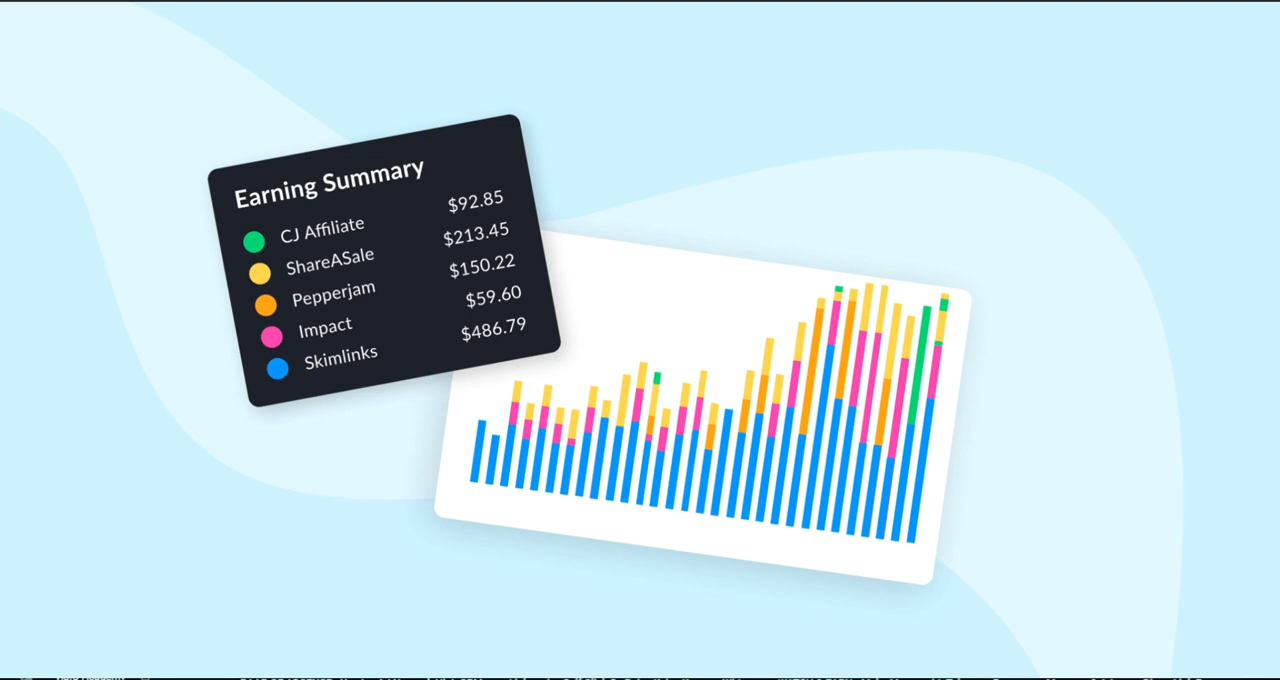 Earning Summary
CJ Affiliate $92.85
ShareASale $213.45
Pepperjam $150.22
Impact $59.60
Skimlinks $486.79